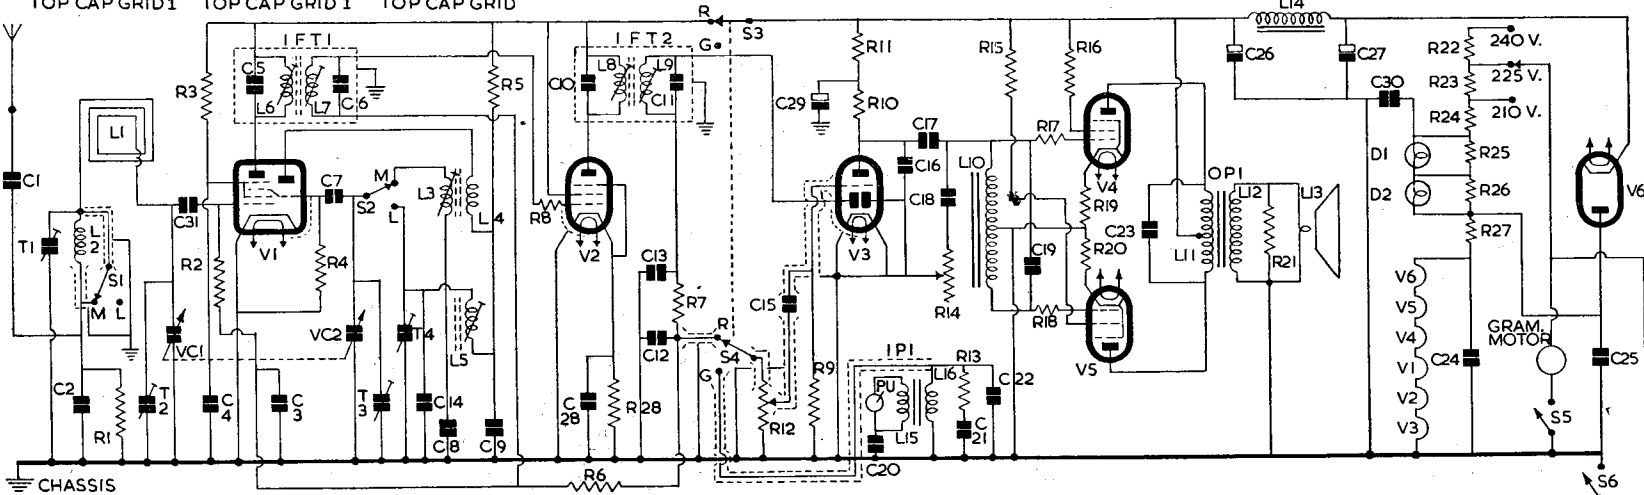 TOP CAP GRID 1 TOP CAP GRID 1 TOP CAP GRID
R
S3
L14
IFT1
IFT2
G
R11
R15
R16
C26
C27
R22
240 V.
C5
L6
L7
C6
R5
C10
L8
L9
C11
R23
225 V.
C30
R3
R10
C29
R24
210 V.
L1
C17
R17
D1
R25
C1
C7
M
S2
L
L3
L4
R8
C16
L10
V4
OP1
L12
L13
D2
R26
V6
C31
C18
R19
T1
L2
V1
V2
V3
C23
R27
R2
R4
C13
R20
L11
R21
S1
M
L
C19
V6
C15
R7
R14
V5
VC1
VC2
T4
C12
R
S4
R18
V4
GRAM.
MOTOR
L5
IP1
R13
V5
V1
C24
C25
G
R9
L16
C22
C2
T2
C4
C3
T3
C14
C28
R28
PU
V2
R1
R12
L15
C21
S5
C8
C9
V3
C20
R6
CHASSIS
S6